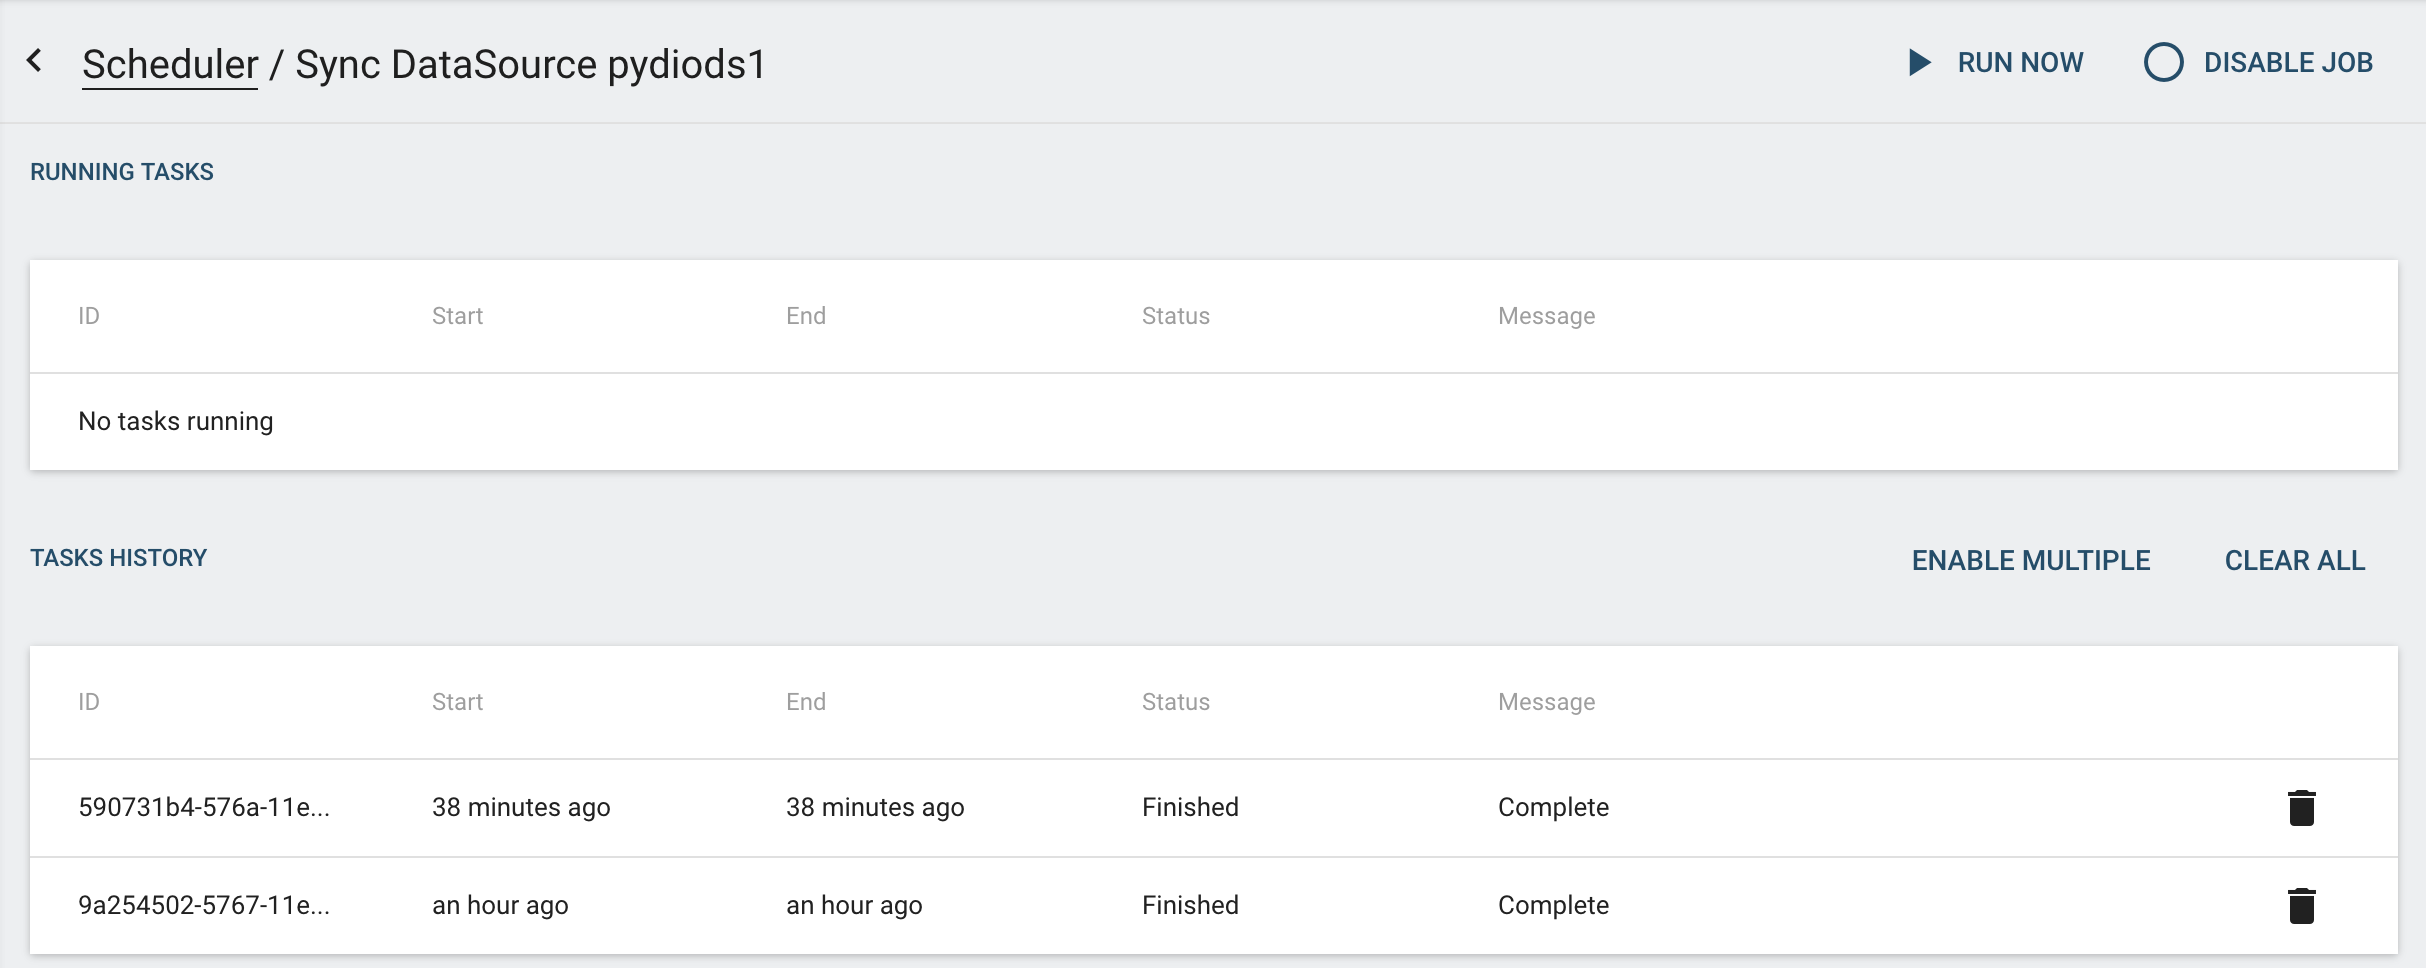 Scheduler / Sync DataSource pydiods1 RUN NOW DISABLE JOB
RUNNING TASKS
ID Start End Status Message
No tasks running
TASKS HISTORY ENABLE MULTIPLE CLEAR ALL
ID Start End Status Message
590731b4-576a-11e... 38 minutes ago 38 minutes ago Finished Complete
9a254502-5767-11e... an hour ago an hour ago Finished Complete